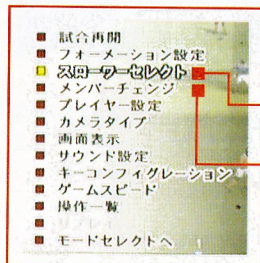 試合再開
フォーメーション設定
スローワーセレクト
メンバーチェンジ
プレイヤー設定
カメラタイプ
画面表示
サウンド設定
キーコンフィグレーション
ゲームスピード
操作一覧
リプレイ
モードセレクトへ